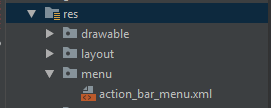 res
drawable
layout
menu
action_bar_menu.xml